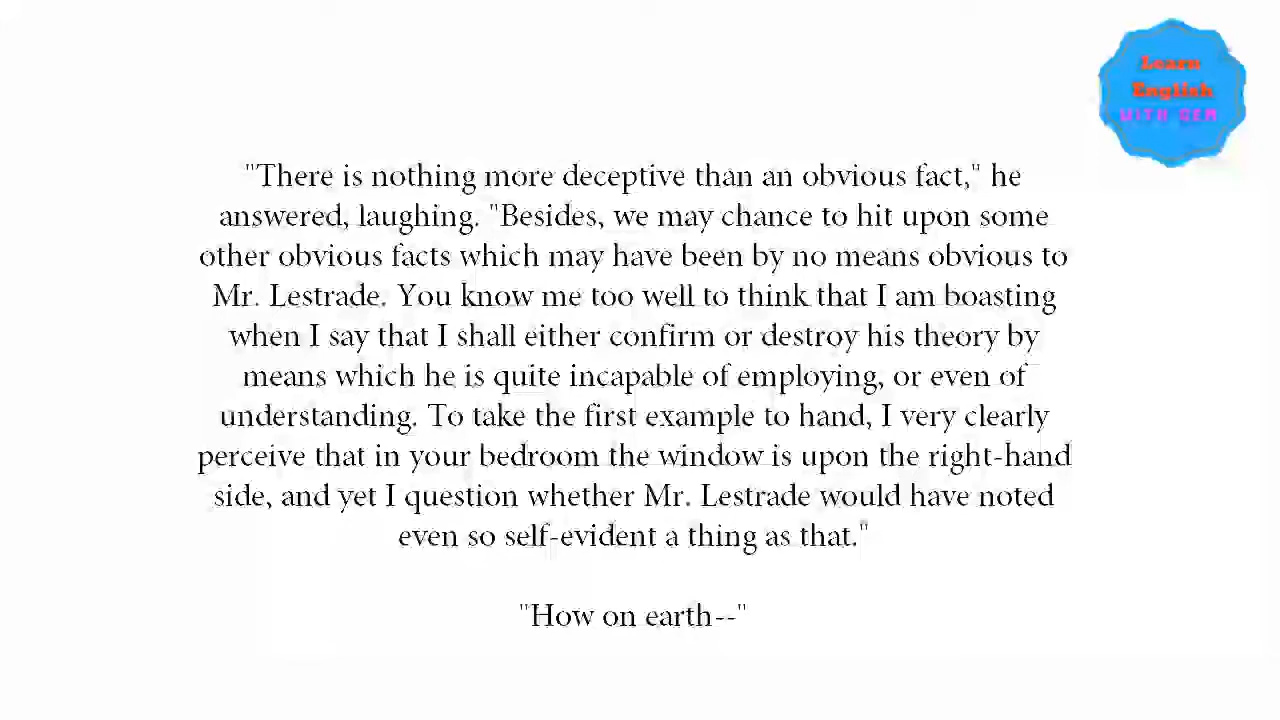 Learn
English
WITH GEM
"There is nothing more deceptive than an obvious fact," he
answered, laughing. "Besides, we may chance to hit upon some
other obvious facts which may have been by no means obvious to
Mr. Lestrade. You know me too well to think that I am boasting
when I say that I shall either confirm or destroy his theory by
means which he is quite incapable of employing, or even of
understanding. To take the first example to hand, I very clearly
perceive that in your bedroom the window is upon the right-hand
side, and yet I question whether Mr. Lestrade would have noted
even so self-evident a thing as that."
"How on earth--"